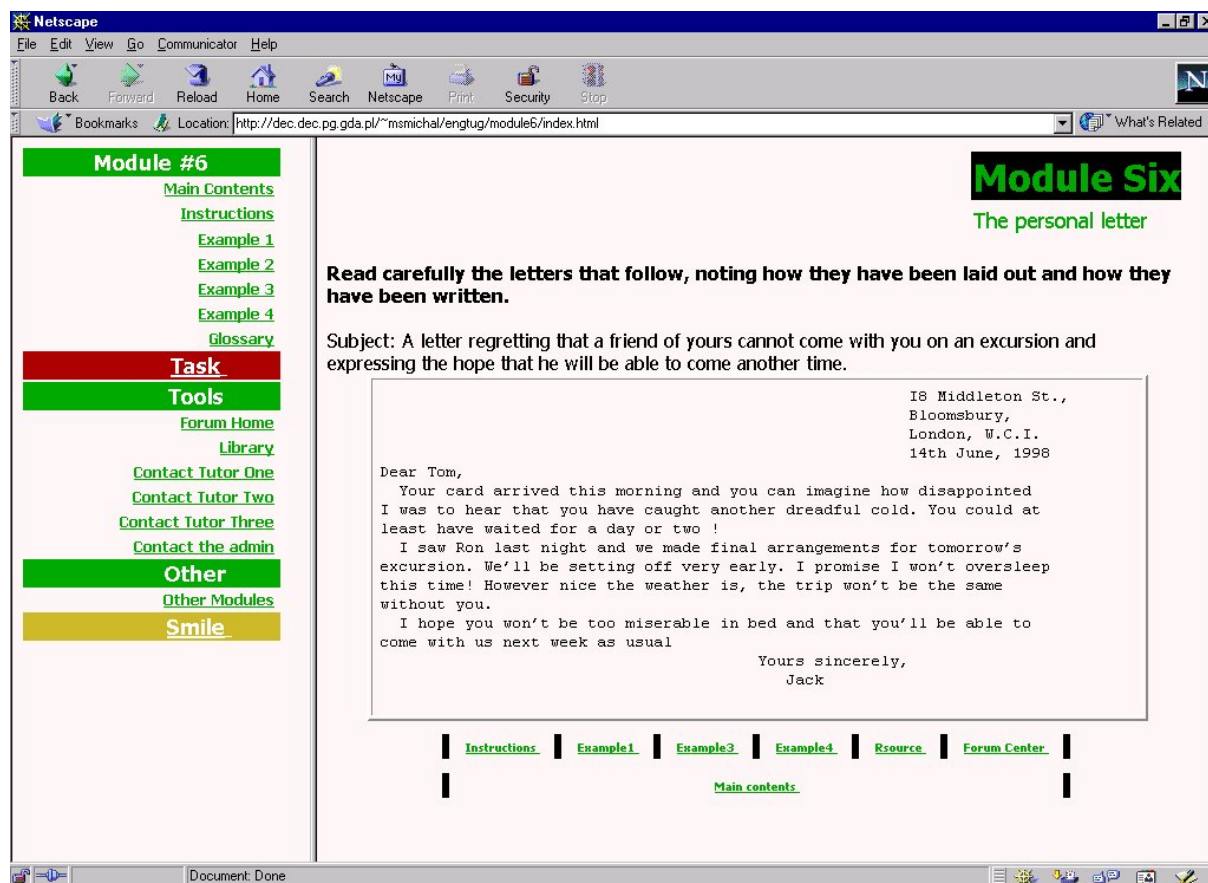 Netscape
File Edit View Go Communicator Help
Back Forward Reload Home Search Netscape Print Security Stop
My
N
Bookmarks Location: http://dec.dec.pg.gda.pl/~msmichal/engtug/module6/index.html What's Related
Module #6
Main Contents
Instructions
Example 1
Example 2
Example 3
Example 4
Glossary
Task
Tools
Forum Home
Library
Contact Tutor One
Contact Tutor Two
Contact Tutor Three
Contact the admin
Other
Other Modules
Smile
Module Six
The personal letter
Read carefully the letters that follow, noting how they have been laid out and how they
have been written.
Subject: A letter regretting that a friend of yours cannot come with you on an excursion and
expressing the hope that he will be able to come another time.
I8 Middleton St.,
Bloomsbury,
London, W.C.I.
14th June, 1998
Dear Tom,
Your card arrived this morning and you can imagine how disappointed
I was to hear that you have caught another dreadful cold. You could at
least have waited for a day or two !
I saw Ron last night and we made final arrangements for tomorrow's
excursion. We'll be setting off very early. I promise I won't oversleep
this time! However nice the weather is, the trip won't be the same
without you.
I hope you won't be too miserable in bed and that you'll be able to
come with us next week as usual
Yours sincerely,
Jack
Instructions Example1 Example3 Example4 Rsource Forum Center
Main contents
Document: Done